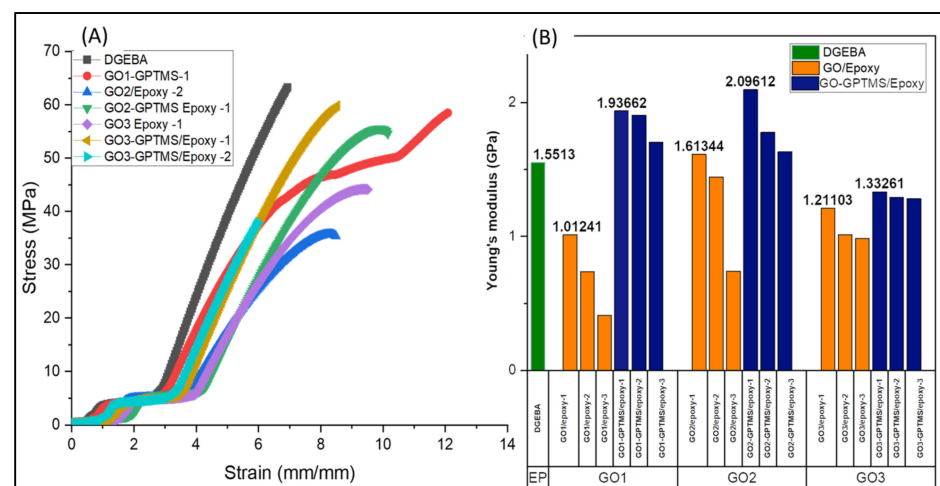 (A)
DGEBA
GO1-GPTMS-1
GO2/Epoxy -2
GO2-GPTMS Epoxy -1
GO3 Epoxy -1
GO3-GPTMS/Epoxy -1
GO3-GPTMS/Epoxy -2
70
60
50
40
30
20
10
0
Stress (MPa)
0 2 4 6 8 10 12 14
Strain (mm/mm)
(B)
DGEBA
GO/Epoxy
GO-GPTMS/Epoxy
2
1
0
Young's modulus (GPa)
1.5513
1.01241
1.93662
1.61344
2.09612
1.21103
1.33261
DGEBA
GO1/epoxy-1
GO1/epoxy-2
GO1/epoxy-3
GO1-GPTMS/epoxy-1
GO1-GPTMS/epoxy-2
GO1-GPTMS/epoxy-3
GO2/epoxy-1
GO2/epoxy-2
GO2/epoxy-3
GO2-GPTMS/epoxy-1
GO2-GPTMS/epoxy-2
GO2-GPTMS/epoxy-3
GO3/epoxy-1
GO3/epoxy-2
GO3/epoxy-3
GO3-GPTMS/epoxy-1
GO3-GPTMS/epoxy-2
GO3-GPTMS/epoxy-3
EP GO1 GO2 GO3